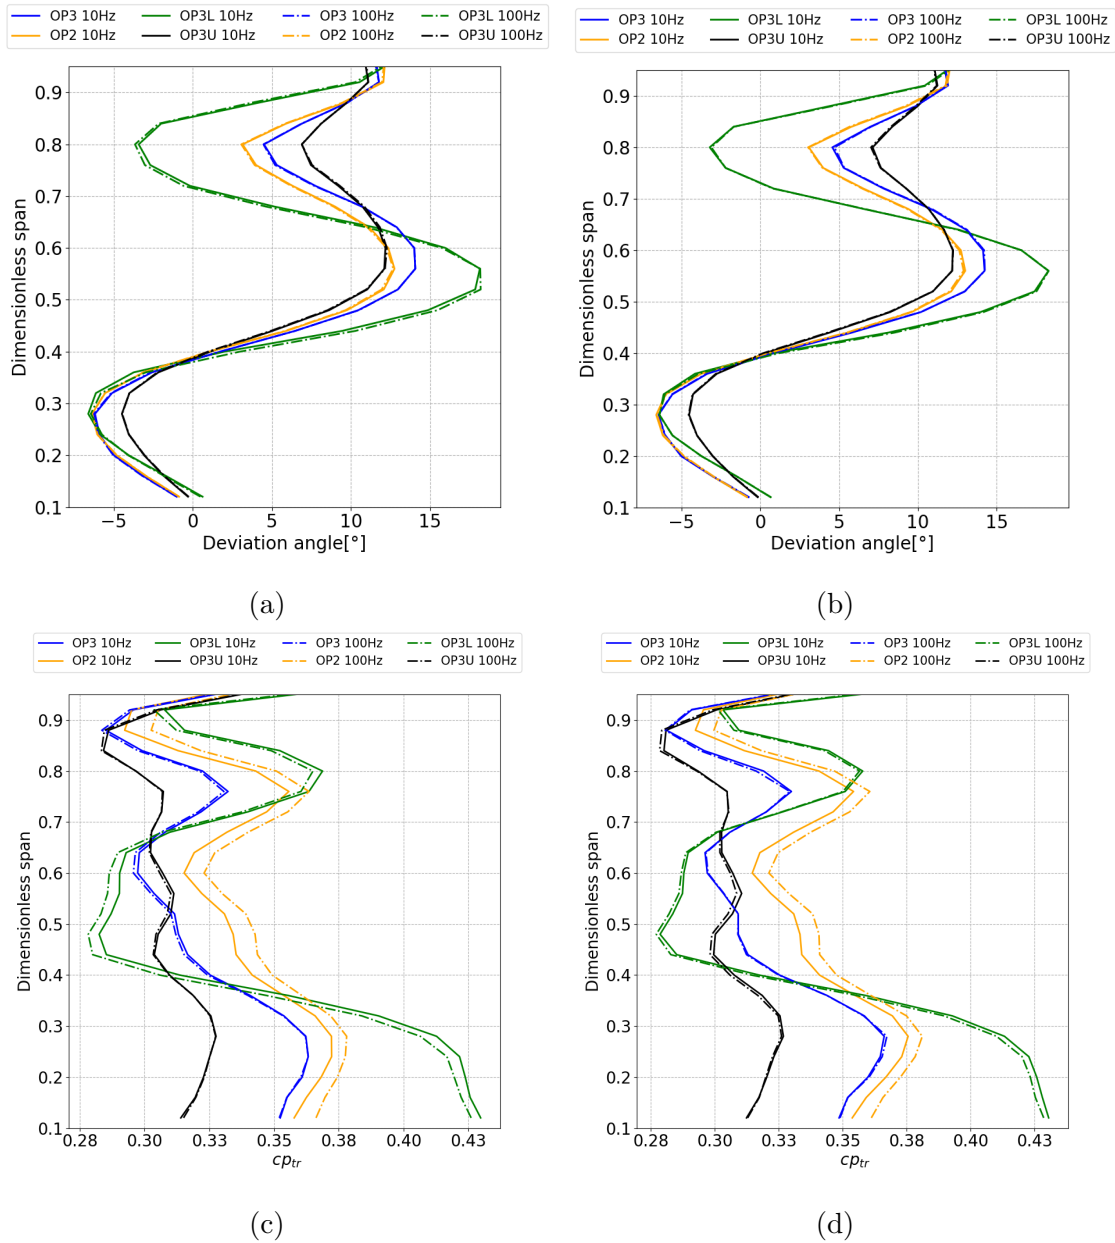 OP3 10Hz OP3L 10Hz OP3 100Hz OP3L 100Hz
OP2 10Hz OP3U 10Hz OP2 100Hz OP3U 100Hz
Dimensionless span
0.9
0.8
0.7
0.6
0.5
0.4
0.3
0.2
0.1
−5 0 5 10 15
Deviation angle[°]
(a)
OP3 10Hz OP3L 10Hz OP3 100Hz OP3L 100Hz
OP2 10Hz OP3U 10Hz OP2 100Hz OP3U 100Hz
Dimensionless span
0.9
0.8
0.7
0.6
0.5
0.4
0.3
0.2
0.1
−5 0 5 10 15
Deviation angle[°]
(b)
OP3 10Hz OP3L 10Hz OP3 100Hz OP3L 100Hz
OP2 10Hz OP3U 10Hz OP2 100Hz OP3U 100Hz
Dimensionless span
0.9
0.8
0.7
0.6
0.5
0.4
0.3
0.2
0.1
0.28 0.30 0.33 0.35 0.38 0.40 0.43
cp_tr
(c)
OP3 10Hz OP3L 10Hz OP3 100Hz OP3L 100Hz
OP2 10Hz OP3U 10Hz OP2 100Hz OP3U 100Hz
Dimensionless span
0.9
0.8
0.7
0.6
0.5
0.4
0.3
0.2
0.1
0.28 0.30 0.33 0.35 0.38 0.40 0.43
cp_tr
(d)